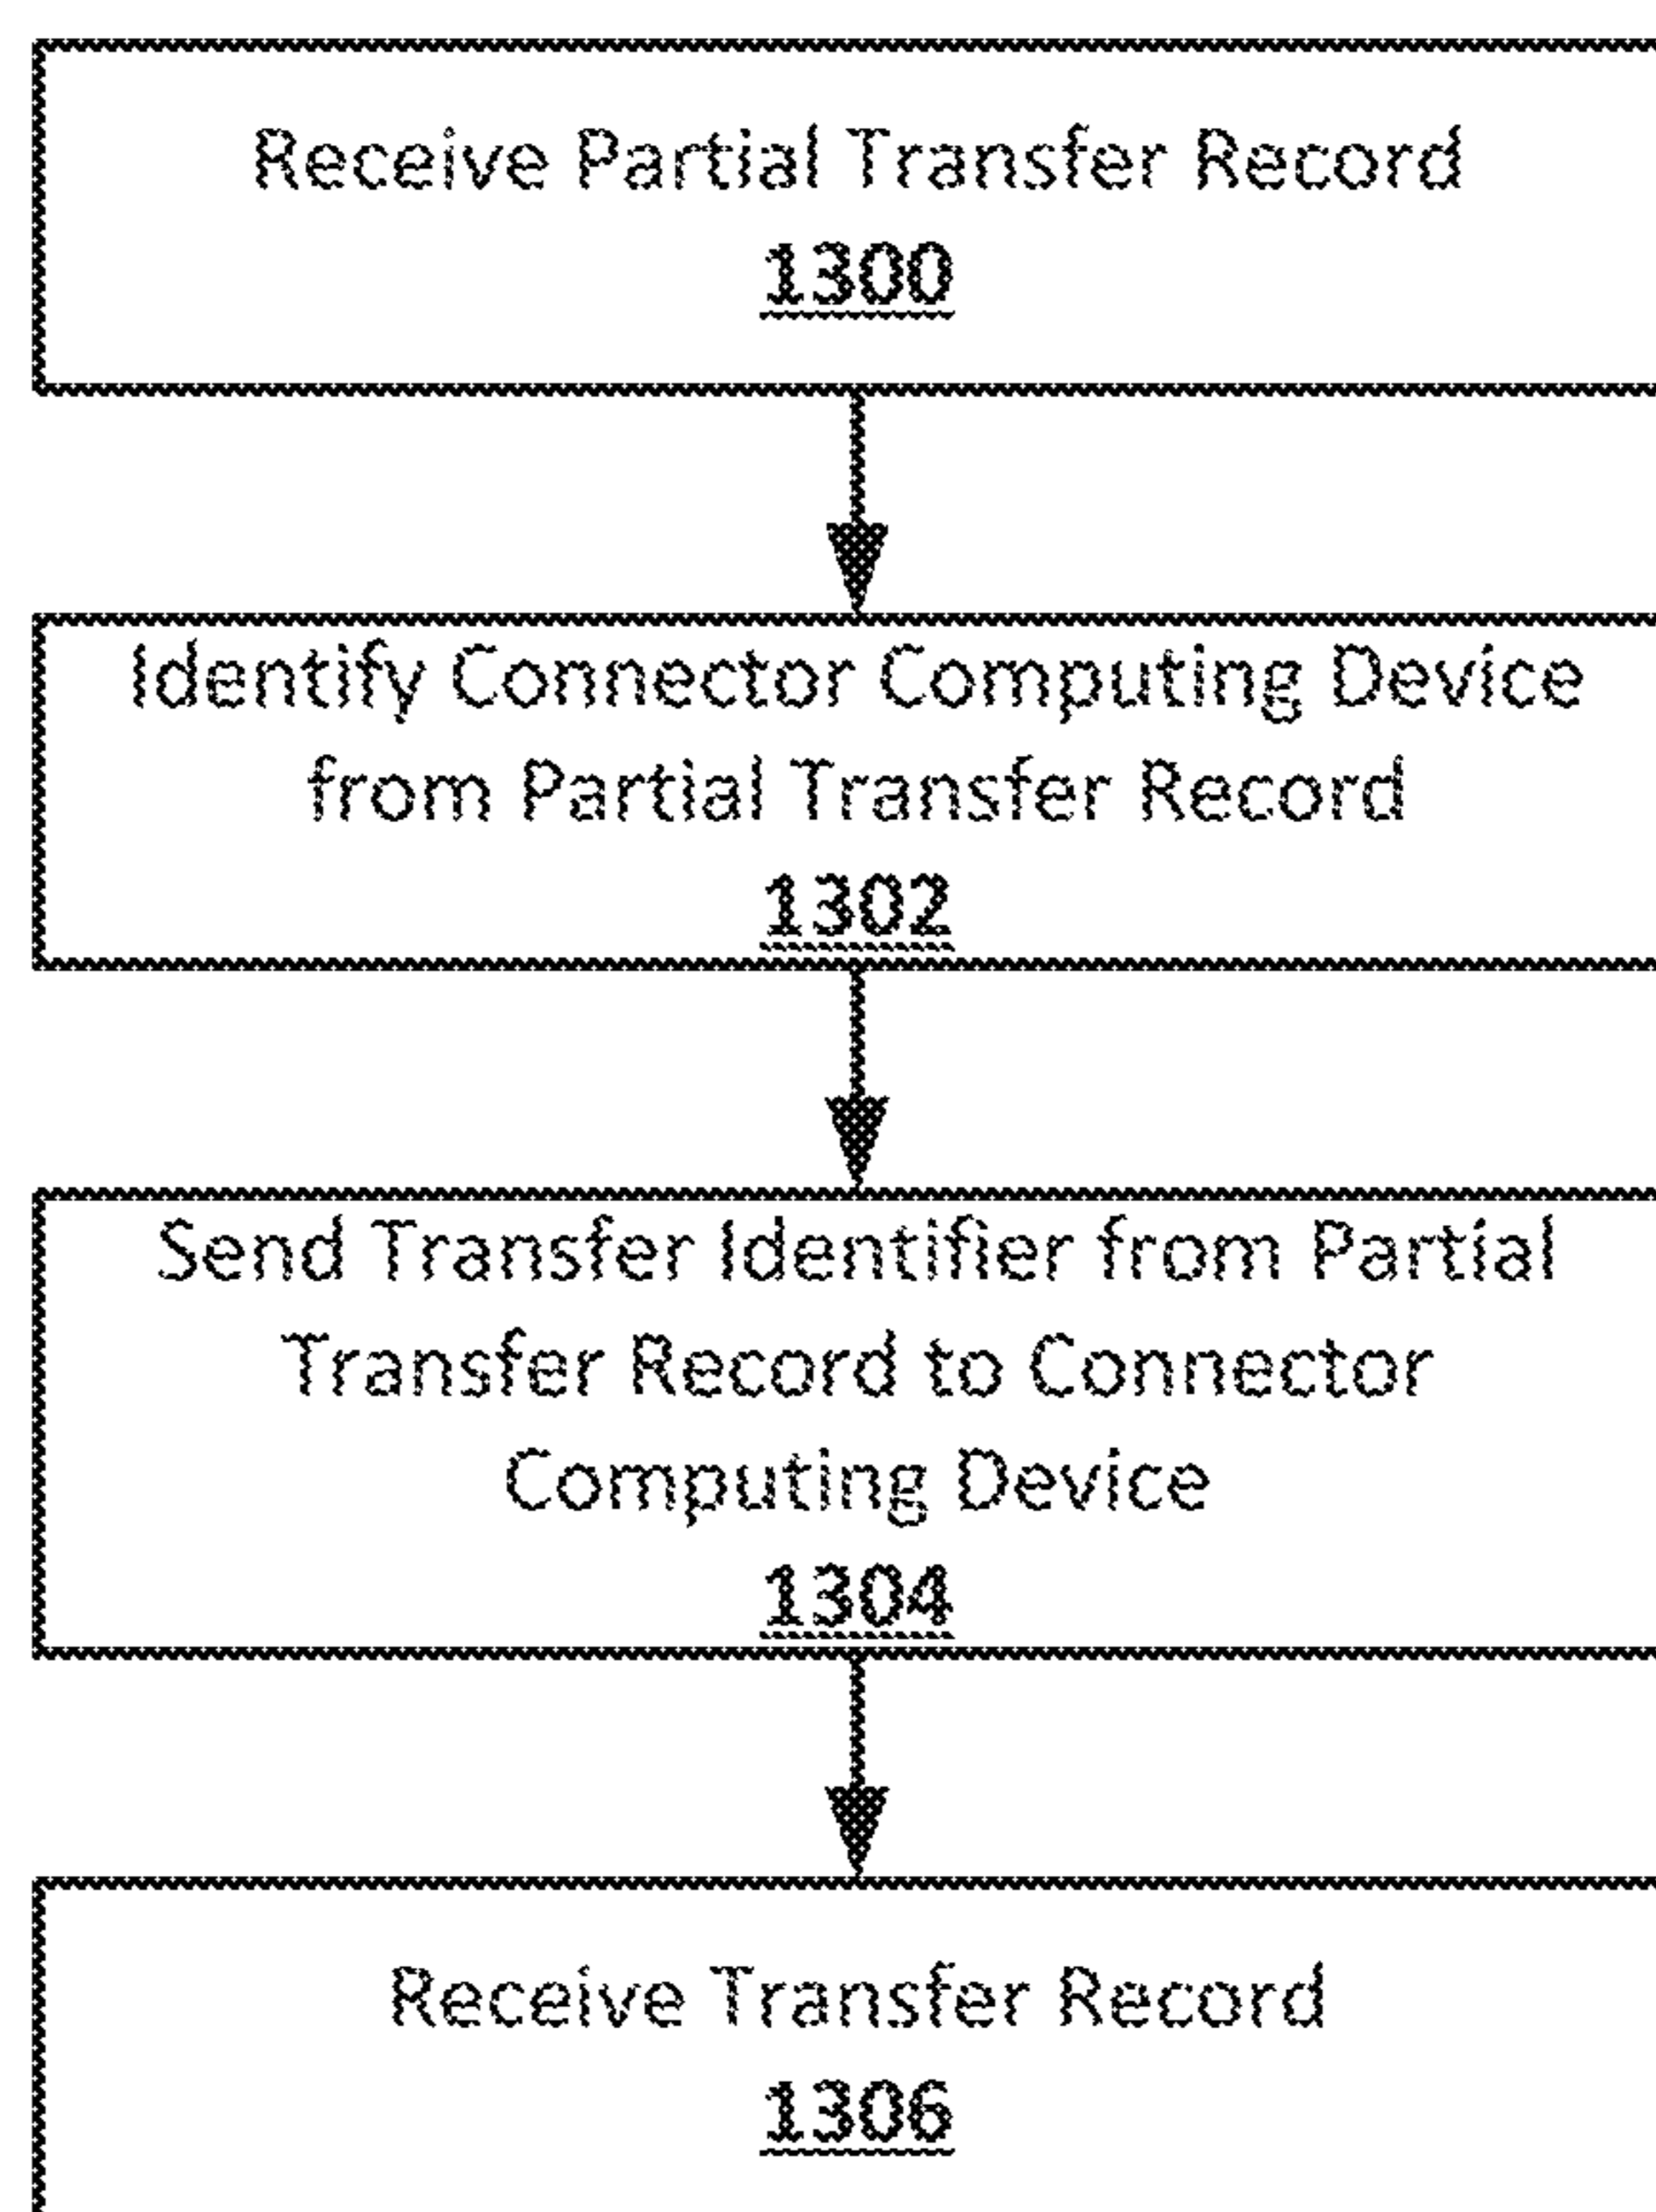 Receive Partial Transfer Record
1300
Identify Connector Computing Device
from Partial Transfer Record
1302
Send Transfer Identifier from Partial
Transfer Record to Connector
Computing Device
1304
Receive Transfer Record
1306